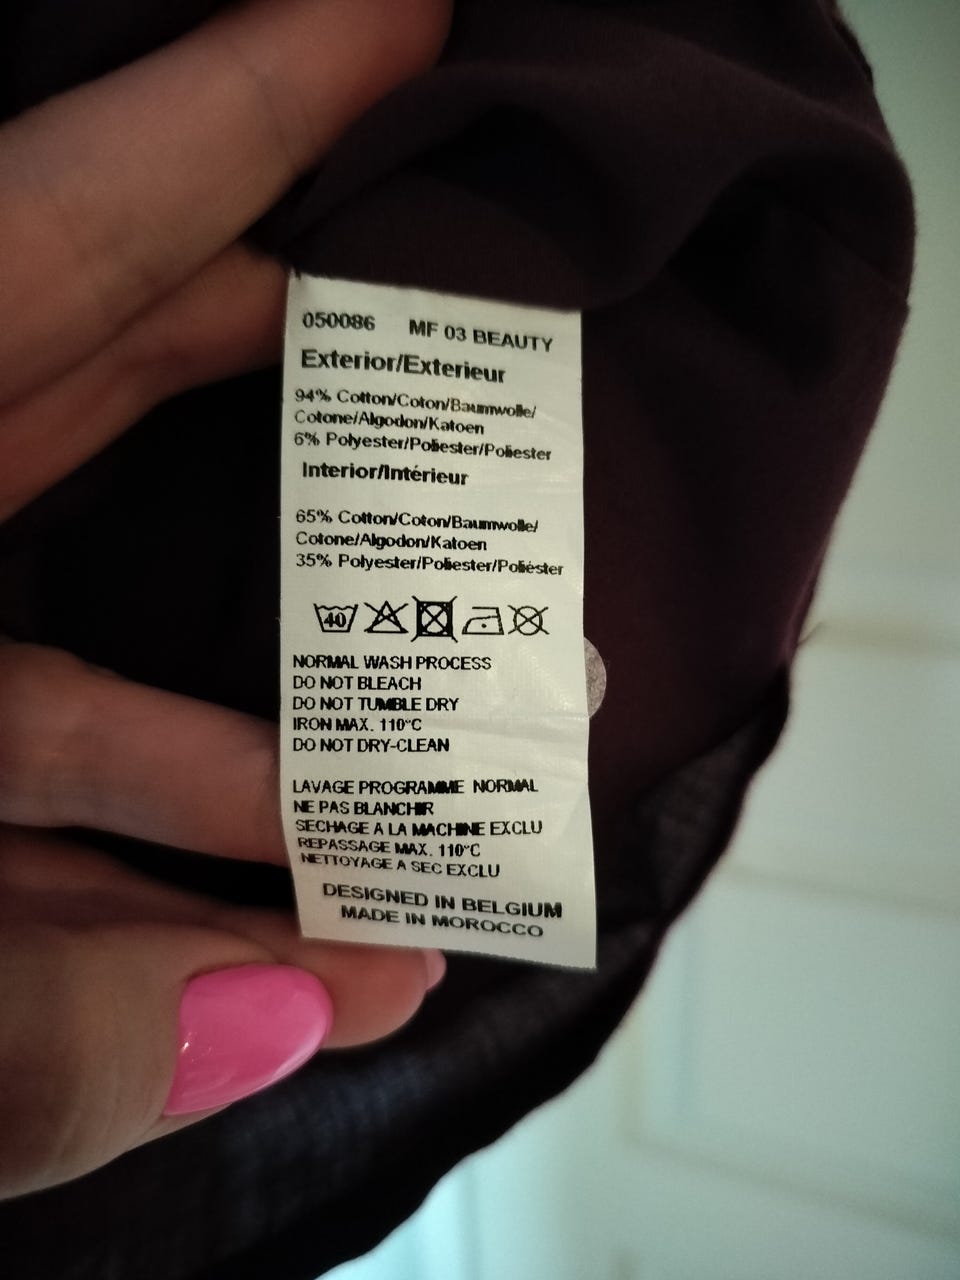 050086 MF 03 BEAUTY
Exterior/Exterieur
94% Cotton/Coton/Baumwolle/
Cotone/Algodon/Katoen
6% Polyester/Poliester/Poliester
Interior/Intérieur
65% Cotton/Coton/Baumwolle/
Cotone/Algodon/Katoen
35% Polyester/Poliester/Poliéster
40
NORMAL WASH PROCESS
DO NOT BLEACH
DO NOT TUMBLE DRY
IRON MAX. 110°C
DO NOT DRY-CLEAN
LAVAGE PROGRAMME NORMAL
NE PAS BLANCHIR
SECHAGE A LA MACHINE EXCLU
REPASSAGE MAX. 110°C
NETTOYAGE A SEC EXCLU
DESIGNED IN BELGIUM
MADE IN MOROCCO